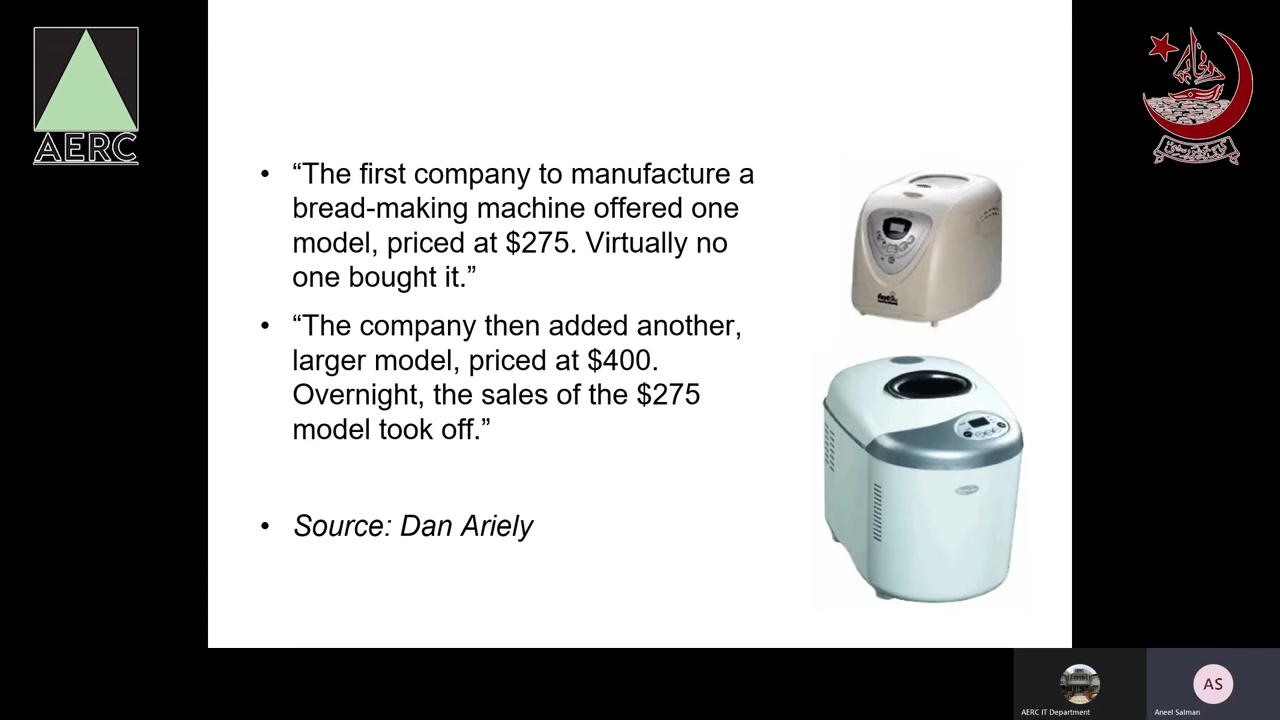 AERC
• “The first company to manufacture a
bread-making machine offered one
model, priced at $275. Virtually no
one bought it.”
• “The company then added another,
larger model, priced at $400.
Overnight, the sales of the $275
model took off.”
• Source: Dan Ariely
AS
AERC IT Department
Aneel Salman